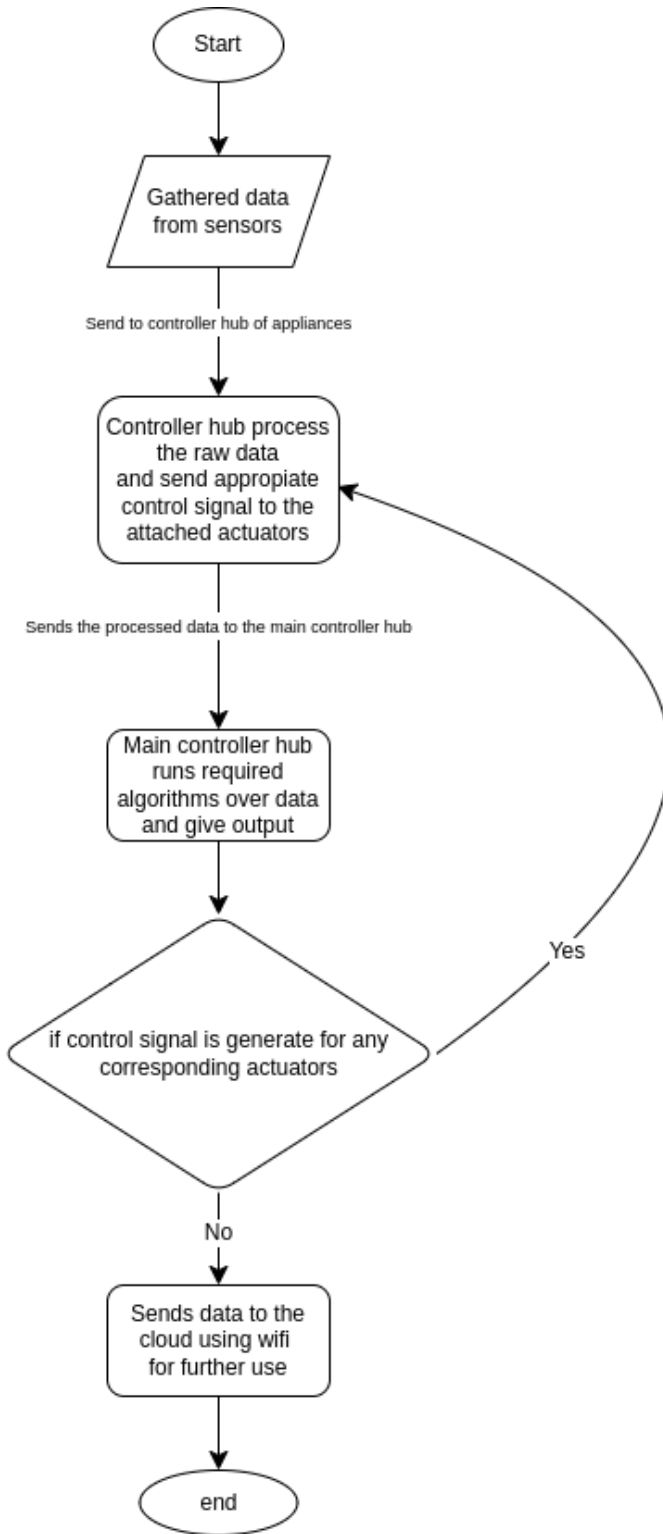 Start
Gathered data
from sensors
Send to controller hub of appliances
Controller hub process
the raw data
and send appropiate
control signal to the
attached actuators
Sends the processed data to the main controller hub
Main controller hub
runs required
algorithms over data
and give output
Yes
if control signal is generate for any
corresponding actuators
No
Sends data to the
cloud using wifi
for further use
end